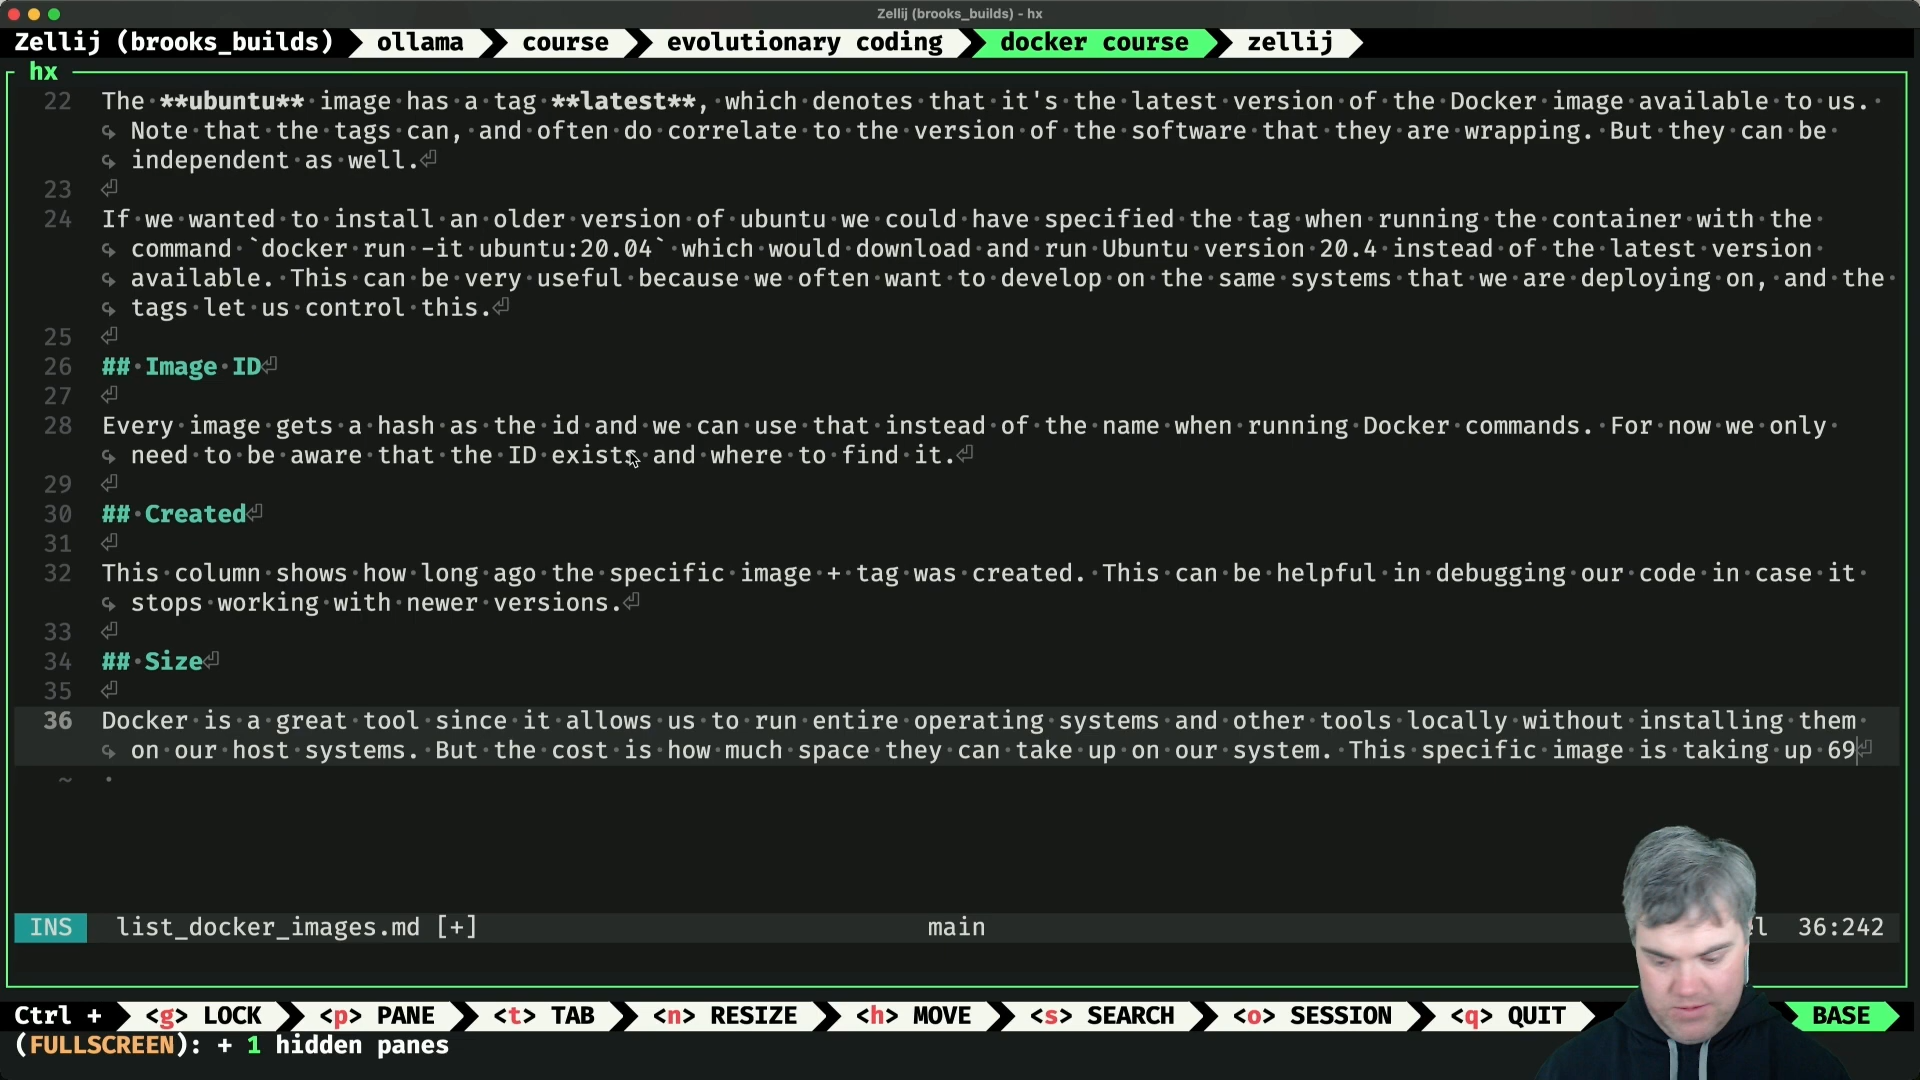 Zellij (brooks_builds) - hx
Zellij (brooks_builds) ollama course evolutionary coding docker course zellij
hx
22 The **ubuntu** image has a tag **latest**, which denotes that it's the latest version of the Docker image available to us.
Note that the tags can, and often do correlate to the version of the software that they are wrapping. But they can be
independent as well.
23
24 If we wanted to install an older version of ubuntu we could have specified the tag when running the container with the
command `docker run -it ubuntu:20.04` which would download and run Ubuntu version 20.4 instead of the latest version
available. This can be very useful because we often want to develop on the same systems that we are deploying on, and the
tags let us control this.
25
26 ## Image ID
27
28 Every image gets a hash as the id and we can use that instead of the name when running Docker commands. For now we only
need to be aware that the ID exists and where to find it.
29
30 ## Created
31
32 This column shows how long ago the specific image + tag was created. This can be helpful in debugging our code in case it
stops working with newer versions.
33
34 ## Size
35
36 Docker is a great tool since it allows us to run entire operating systems and other tools locally without installing them
on our host systems. But the cost is how much space they can take up on our system. This specific image is taking up 69
~
INS list_docker_images.md [+] main 36:242
Ctrl + <g> LOCK <p> PANE <t> TAB <n> RESIZE <h> MOVE <s> SEARCH <o> SESSION <q> QUIT BASE
(FULLSCREEN): + 1 hidden panes